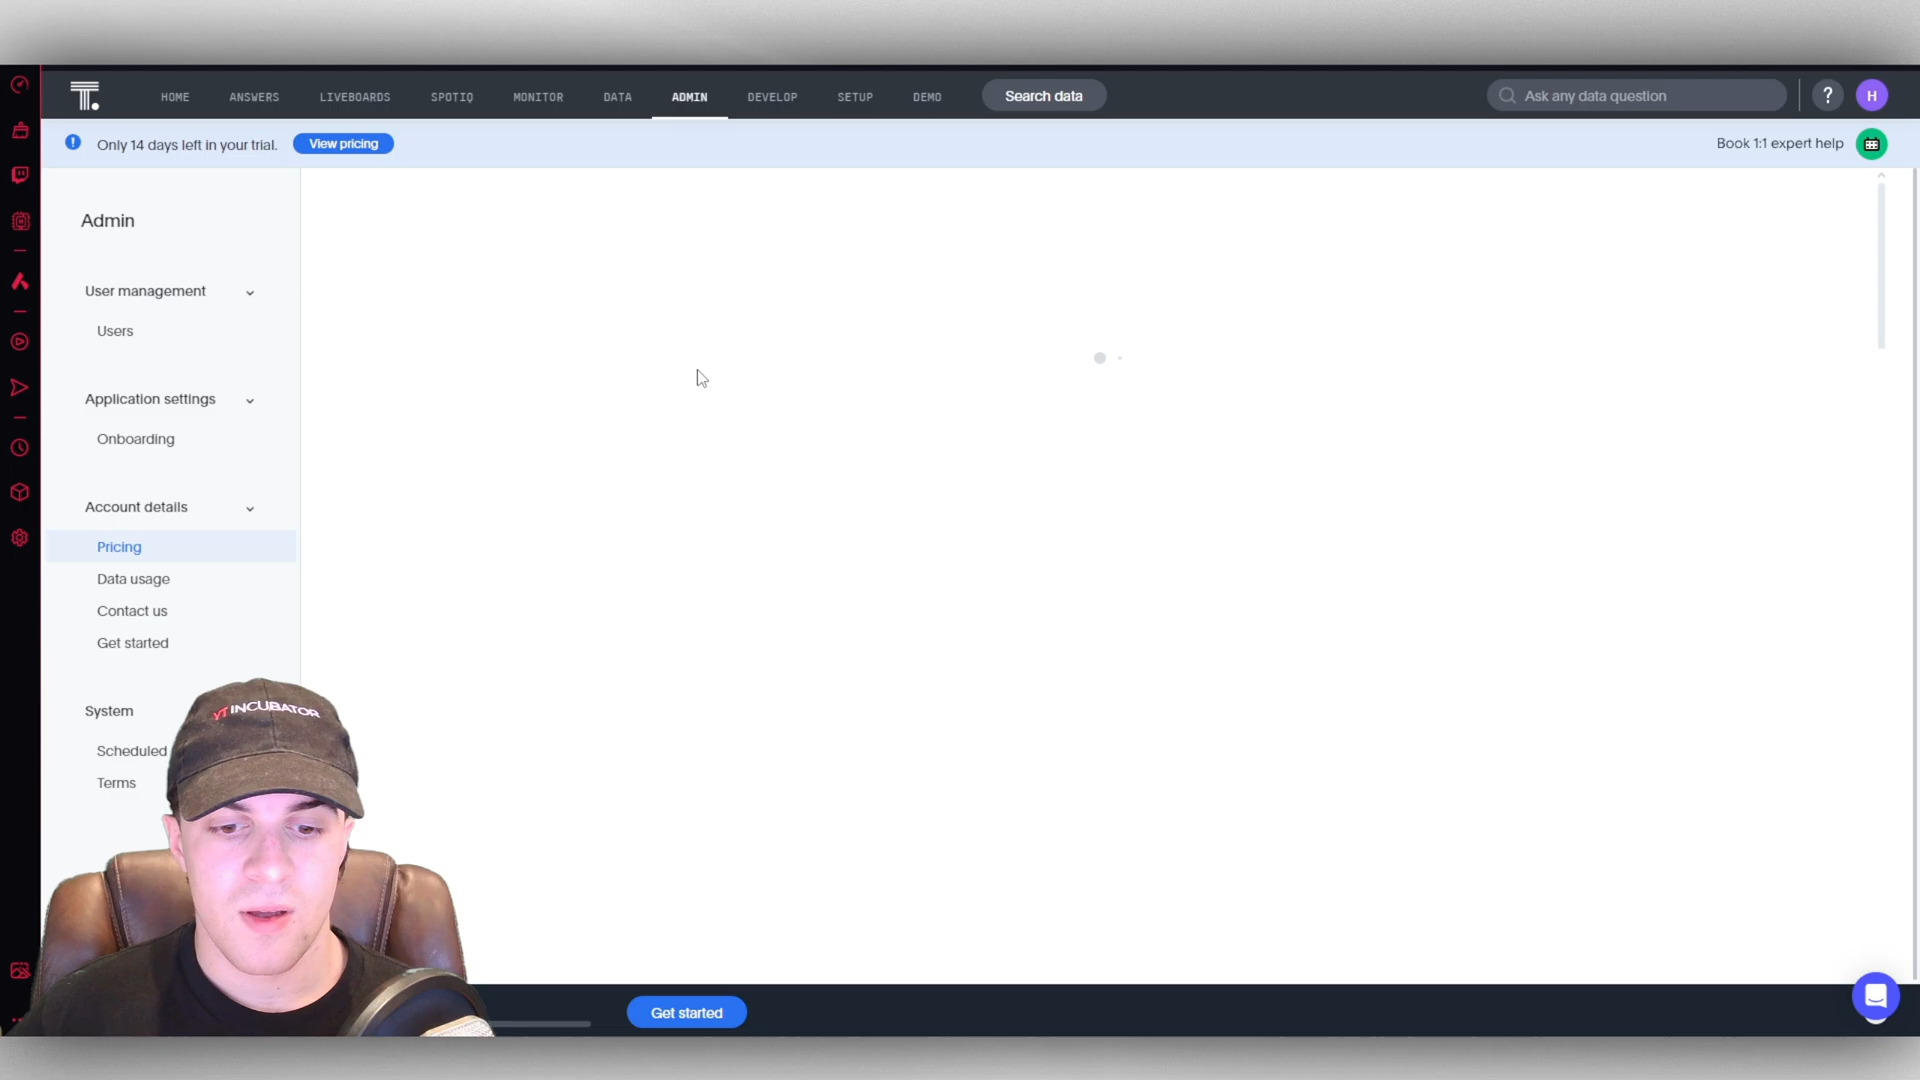 T.
HOME ANSWERS LIVEBOARDS SPOTIQ MONITOR DATA ADMIN DEVELOP SETUP DEMO Search data Ask any data question ? H
! Only 14 days left in your trial. View pricing Book 1:1 expert help
Admin
User management
Users
Application settings
Onboarding
Account details
Pricing
Data usage
Contact us
Get started
System
Scheduled
Terms
YT INCUBATOR
Get started